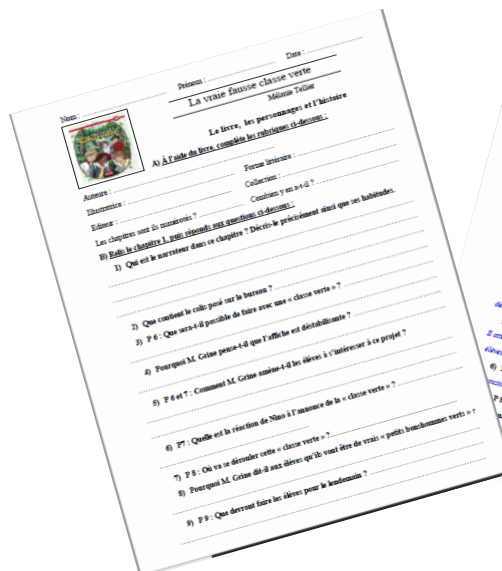 Nom : Prénom : Date :
La vraie fausse classe verte
Mélanie Tellier
Le livre, les personnages et l'histoire
A) À l'aide du livre, complète les rubriques ci-dessous :
Auteure : Forme littéraire :
Illustratrice : Collection :
Editeur : Combien y en a-t-il ?
Les chapitres sont ils numérotés ?
B) Relis le chapitre 1, puis réponds aux questions ci-dessous :
1) Qui est le narrateur dans ce chapitre ? Décris-le précisément ainsi que ses habitudes.
2) Que contient le colis posé sur le bureau ?
3) P 6 : Que sera-t-il possible de faire avec une « classe verte » ?
4) Pourquoi M. Grine pense-t-il que l'affiche est déstabilisante ?
5) P 6 et 7 : Comment M. Grine amène-t-il les élèves à s'intéresser à ce projet ?
6) P7 : Quelle est la réaction de Nino à l'annonce de la « classe verte » ?
7) P 8 : Où va se dérouler cette « classe verte » ?
8) Pourquoi M. Grine dit-il aux élèves qu'ils vont être de vrais « petits bonshommes verts » ?
9) P 9 : Que devront faire les élèves pour le lendemain ?